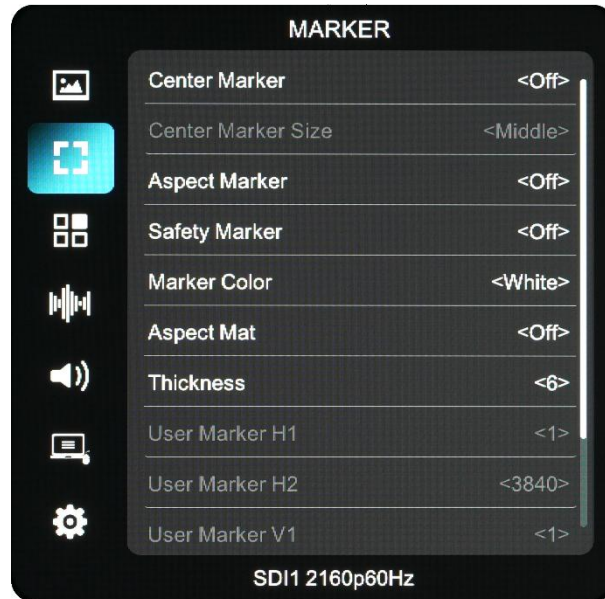 MARKER
Center Marker <Off>
Center Marker Size <Middle>
Aspect Marker <Off>
Safety Marker <Off>
Marker Color <White>
Aspect Mat <Off>
Thickness <6>
User Marker H1 <1>
User Marker H2 <3840>
User Marker V1 <1>
SDI1 2160p60Hz